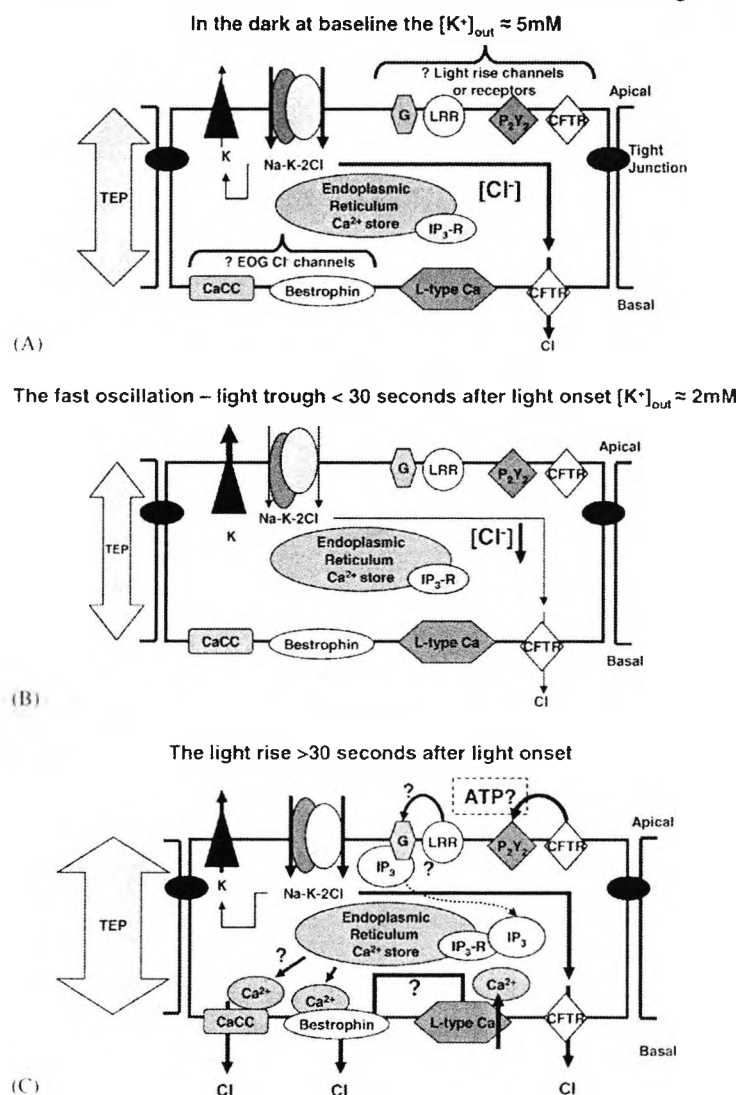 In the dark at baseline the [K⁺]out ≈ 5mM
? Light rise channels
or receptors
Apical
G
LRR
P₂Y₂
CFTR
K
Na-K-2Cl
Tight
Junction
TEP
Endoplasmic
Reticulum
Ca²⁺ store
IP₃-R
[Cl⁻]
? EOG Cl⁻ channels
CaCC
Bestrophin
L-type Ca
CFTR
Basal
Cl
(A)
The fast oscillation – light trough < 30 seconds after light onset [K⁺]out ≈ 2mM
Apical
G
LRR
P₂Y₂
CFTR
K
Na-K-2Cl
TEP
Endoplasmic
Reticulum
Ca²⁺ store
IP₃-R
[Cl⁻]
CaCC
Bestrophin
L-type Ca
CFTR
Basal
Cl
(B)
The light rise >30 seconds after light onset
?
ATP?
Apical
G
LRR
P₂Y₂
CFTR
IP₃
?
K
Na-K-2Cl
TEP
Endoplasmic
Reticulum
Ca²⁺ store
IP₃-R
IP₃
?
Ca²⁺
Ca²⁺
?
Ca²⁺
CaCC
Bestrophin
L-type Ca
CFTR
Basal
Cl
Cl
Cl
(C)